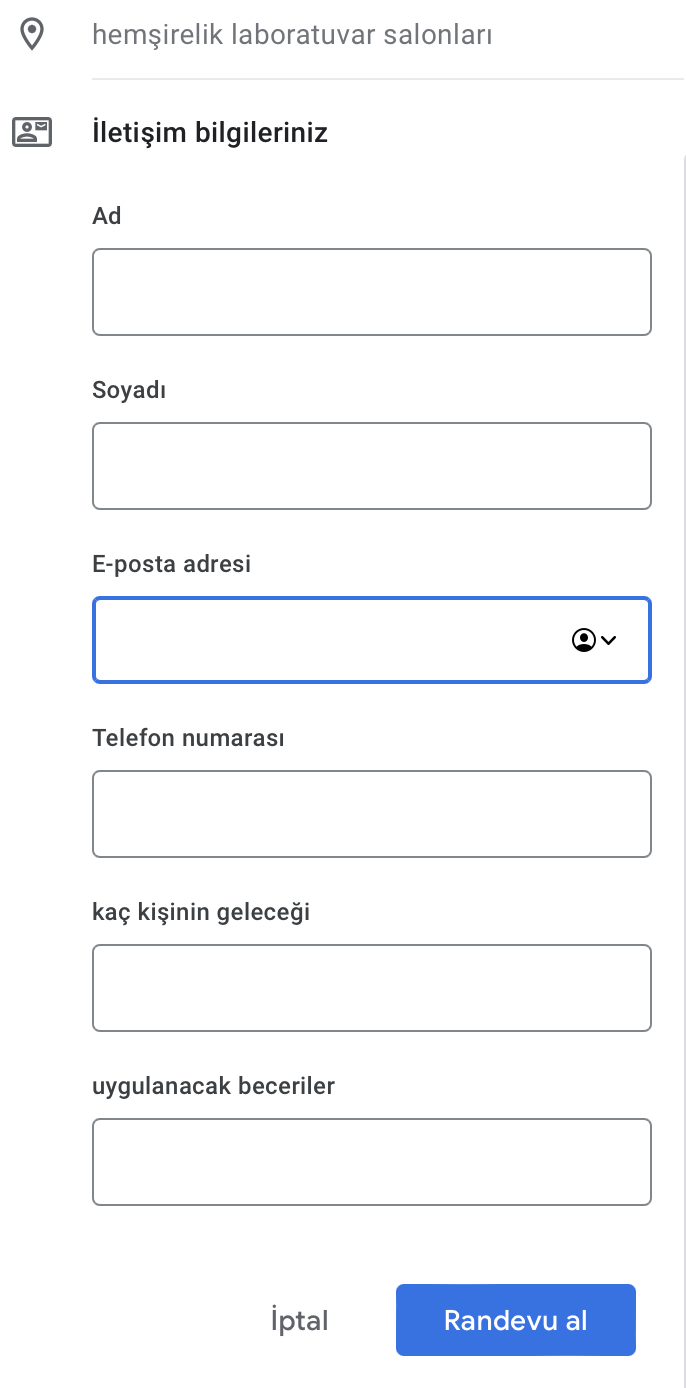 hemşirelik laboratuvar salonları
İletişim bilgileriniz
Ad
Soyadı
E-posta adresi
Telefon numarası
kaç kişinin geleceği
uygulanacak beceriler
İptal
Randevu al